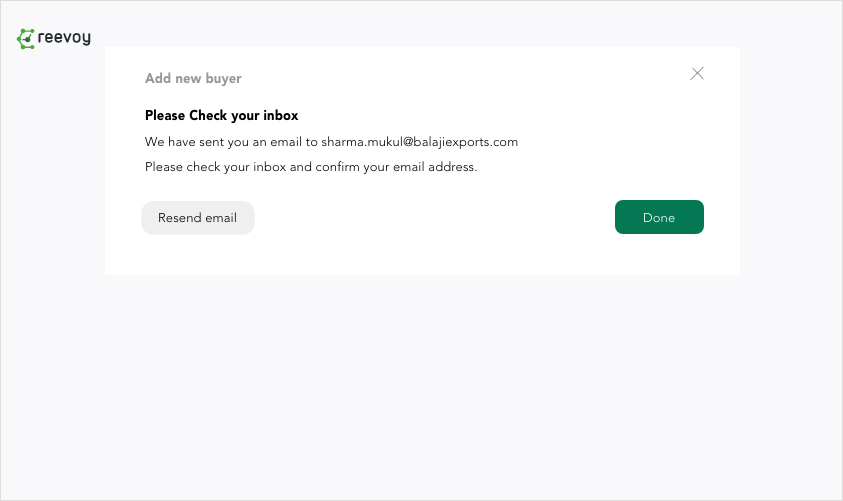 reevoy
Add new buyer
Please Check your inbox
We have sent you an email to sharma.mukul@balajiexports.com
Please check your inbox and confirm your email address.
Resend email
Done